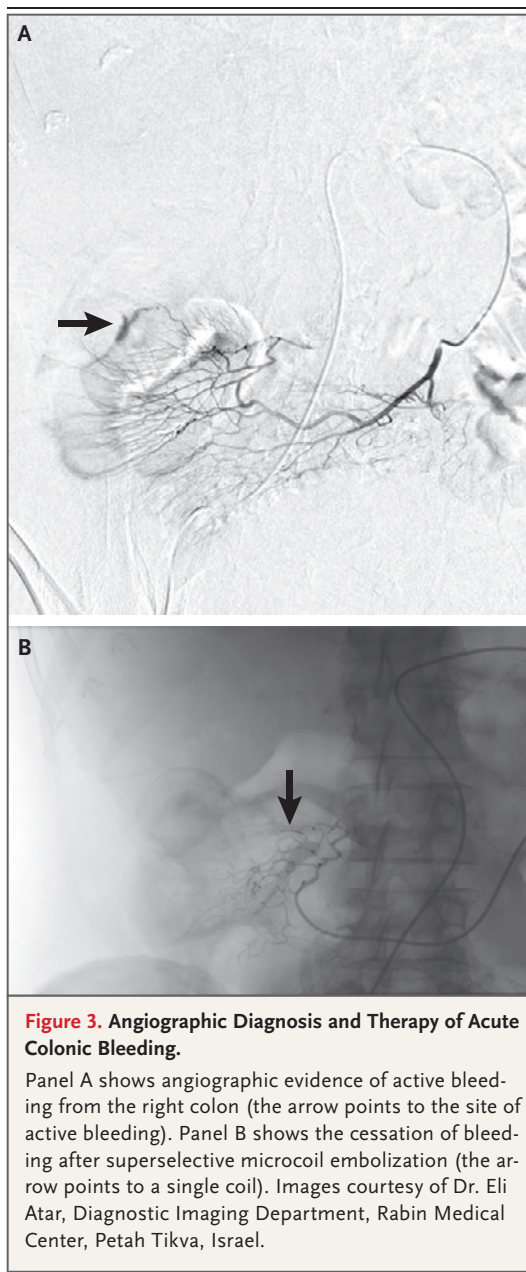 A
B
Figure 3. Angiographic Diagnosis and Therapy of Acute
Colonic Bleeding.
Panel A shows angiographic evidence of active bleed-
ing from the right colon (the arrow points to the site of
active bleeding). Panel B shows the cessation of bleed-
ing after superselective microcoil embolization (the ar-
row points to a single coil). Images courtesy of Dr. Eli
Atar, Diagnostic Imaging Department, Rabin Medical
Center, Petah Tikva, Israel.